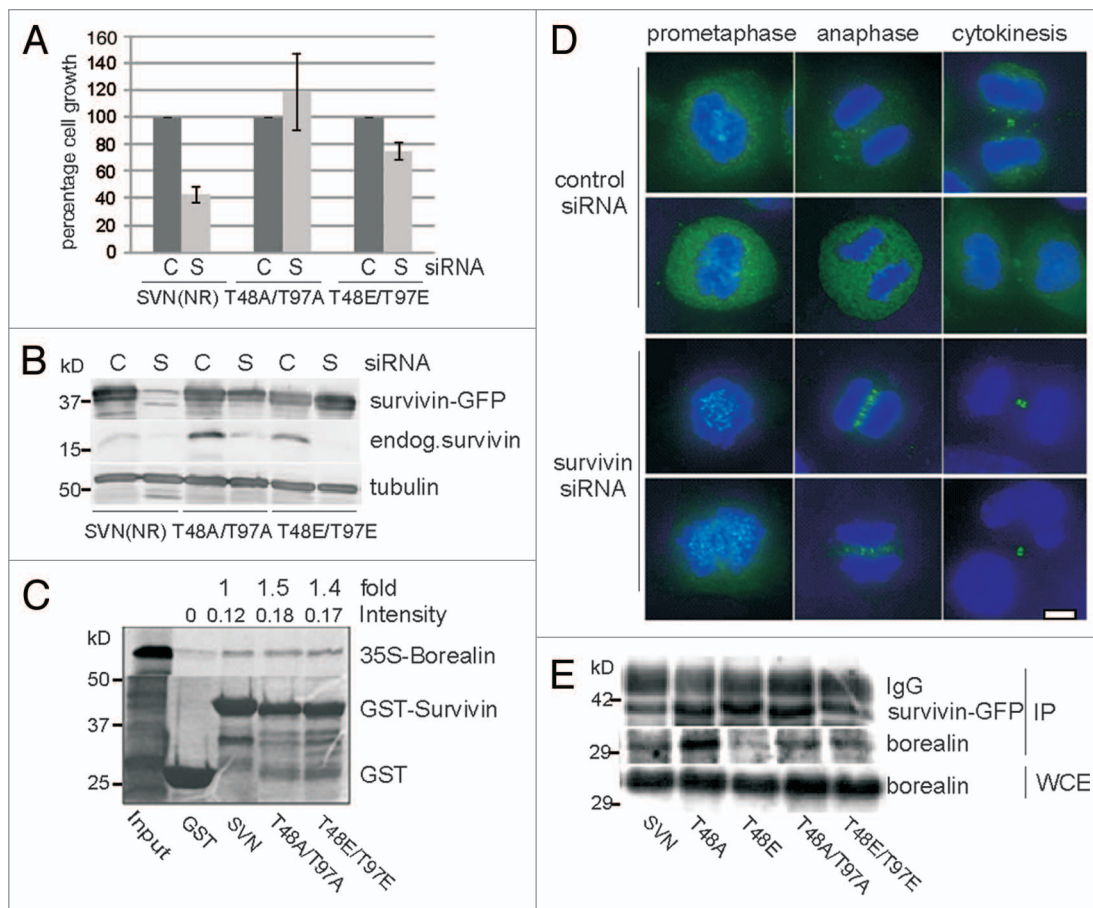 A
percentage cell growth
160
140
120
100
80
60
40
20
0
C S C S C S siRNA
SVN(NR) T48A/T97A T48E/T97E
B
kD C S C S C S siRNA
37 survivin-GFP
15 endog.survivin
50 tubulin
SVN(NR) T48A/T97A T48E/T97E
C
1 1.5 1.4 fold
0 0.12 0.18 0.17 Intensity
kD
35S-Borealin
50
GST-Survivin
37
GST
25
Input GST SVN T48A/T97A T48E/T97E
D
prometaphase anaphase cytokinesis
control siRNA
survivin siRNA
E
kD
IgG
42
survivin-GFP IP
borealin
29
borealin WCE
29
SVN T48A T48E T48A/T97A T48E/T97E